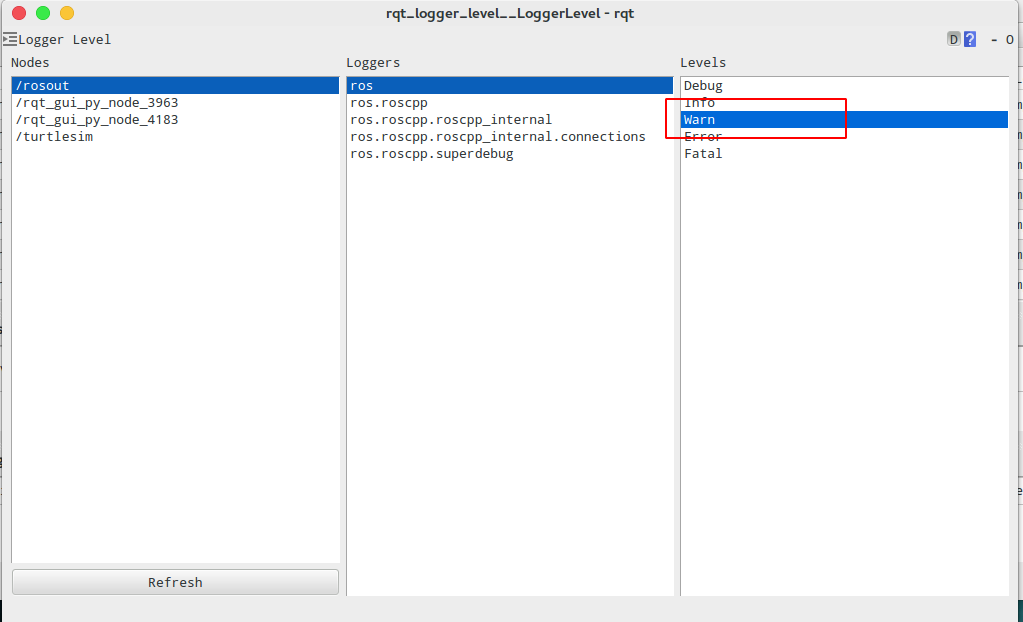 rqt_logger_level__LoggerLevel - rqt
Logger Level
D ? - O
Nodes
/rosout
/rqt_gui_py_node_3963
/rqt_gui_py_node_4183
/turtlesim
Refresh
Loggers
ros
ros.roscpp
ros.roscpp.roscpp_internal
ros.roscpp.roscpp_internal.connections
ros.roscpp.superdebug
Levels
Debug
Info
Warn
Error
Fatal